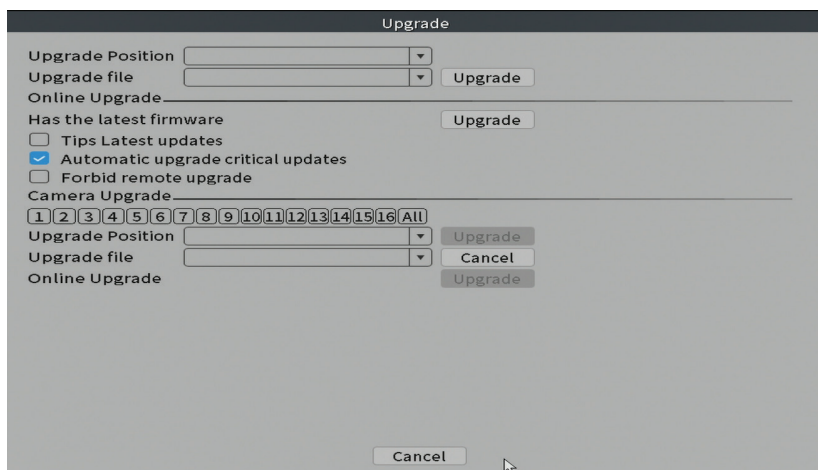 Upgrade
Upgrade Position
Upgrade file Upgrade
Online Upgrade
Has the latest firmware Upgrade
Tips Latest updates
Automatic upgrade critical updates
Forbid remote upgrade
Camera Upgrade
1 2 3 4 5 6 7 8 9 10 11 12 13 14 15 16 All
Upgrade Position Upgrade
Upgrade file Cancel
Online Upgrade Upgrade
Cancel